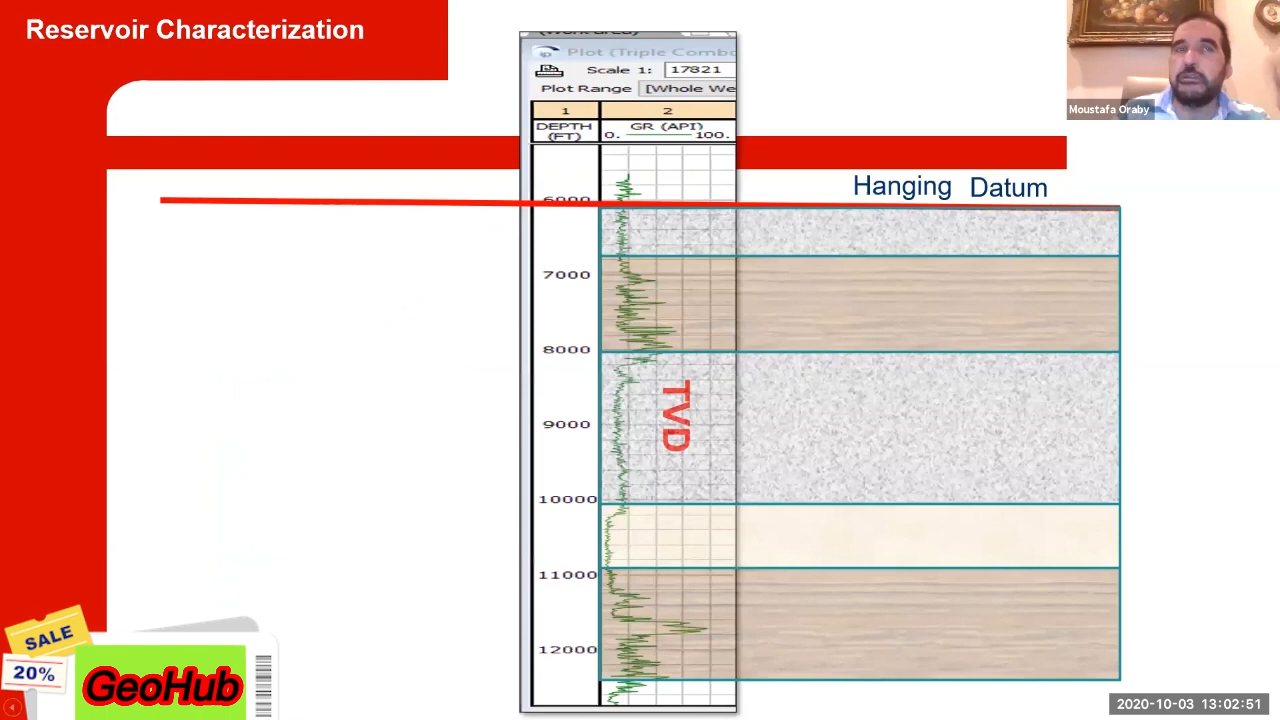 Reservoir Characterization
Plot (Triple Combo
Scale 1: 17821
Plot Range [Whole We
1 2
DEPTH (FT)
GR (API)
0. 100.
Moustafa Oraby
Hanging Datum
6000
7000
8000
TVD
9000
10000
11000
12000
SALE
20%
GeoHub
2020-10-03 13:02:51